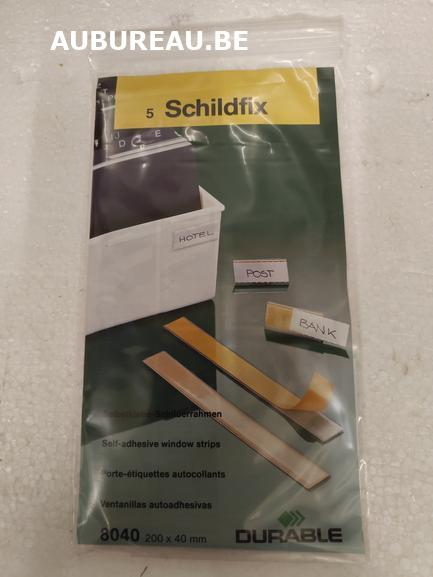 AUBUREAU.BE
5 Schildfix
HOTEL
POST
BANK
Selbstklebe-Schilderrahmen
Self-adhesive window strips
Porte-étiquettes autocollants
Ventanillas autoadhesivas
8040 200 x 40 mm
DURABLE